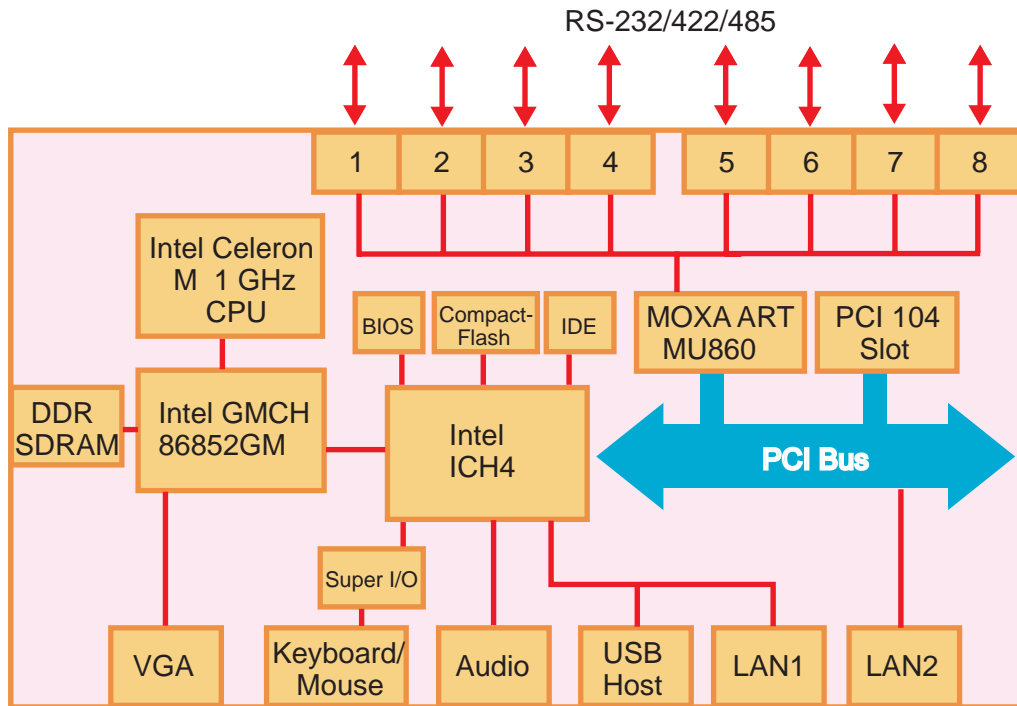 RS-232/422/485
1 2 3 4 5 6 7 8
Intel Celeron
M 1 GHz
CPU
BIOS
Compact-
Flash
IDE
MOXA ART
MU860
PCI 104
Slot
DDR
SDRAM
Intel GMCH
86852GM
Intel
ICH4
PCI Bus
Super I/O
VGA
Keyboard/
Mouse
Audio
USB
Host
LAN1
LAN2